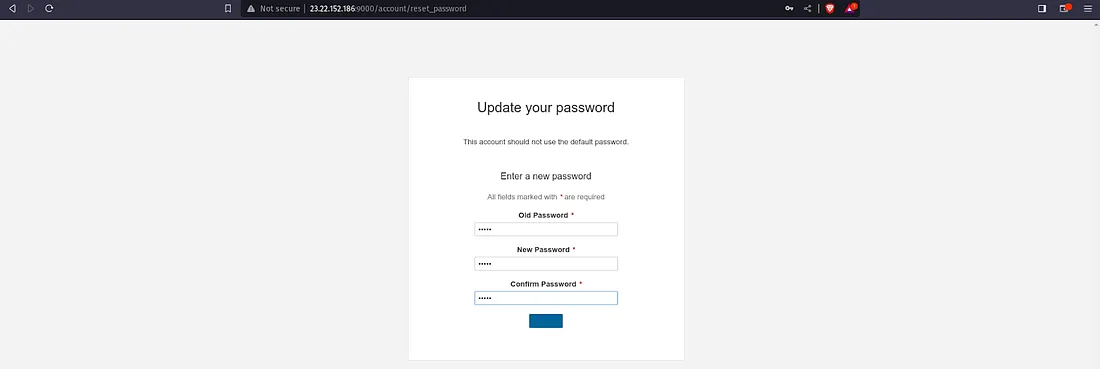 Not secure | 23.22.152.186:9000/account/reset_password
Update your password
This account should not use the default password.
Enter a new password
All fields marked with * are required
Old Password *
•••••
New Password *
•••••
Confirm Password *
•••••